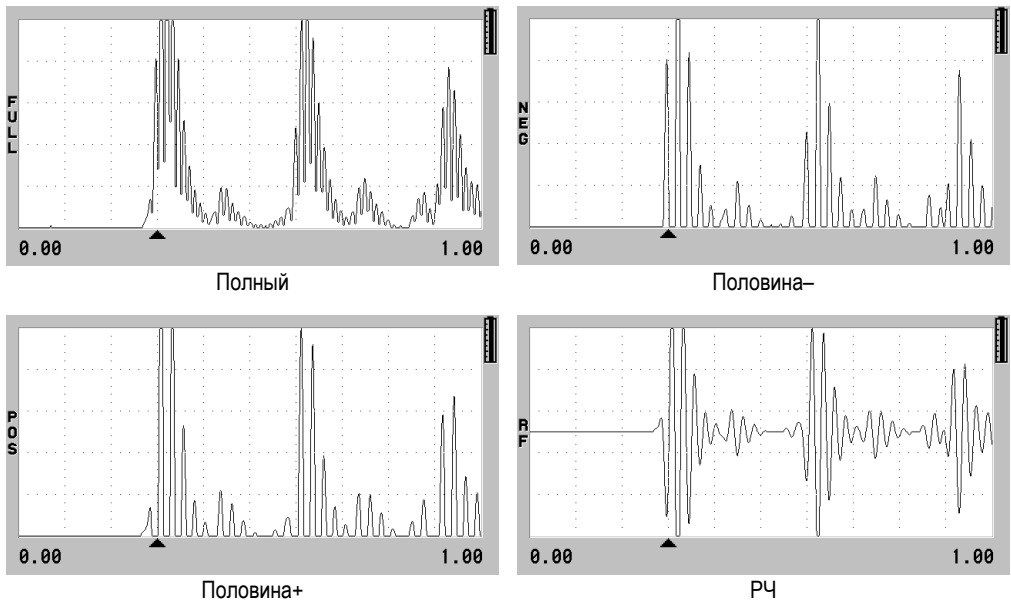 FULL
0.00 1.00
Полный
NEG
0.00 1.00
Половина–
POS
0.00 1.00
Половина+
RF
0.00 1.00
РЧ